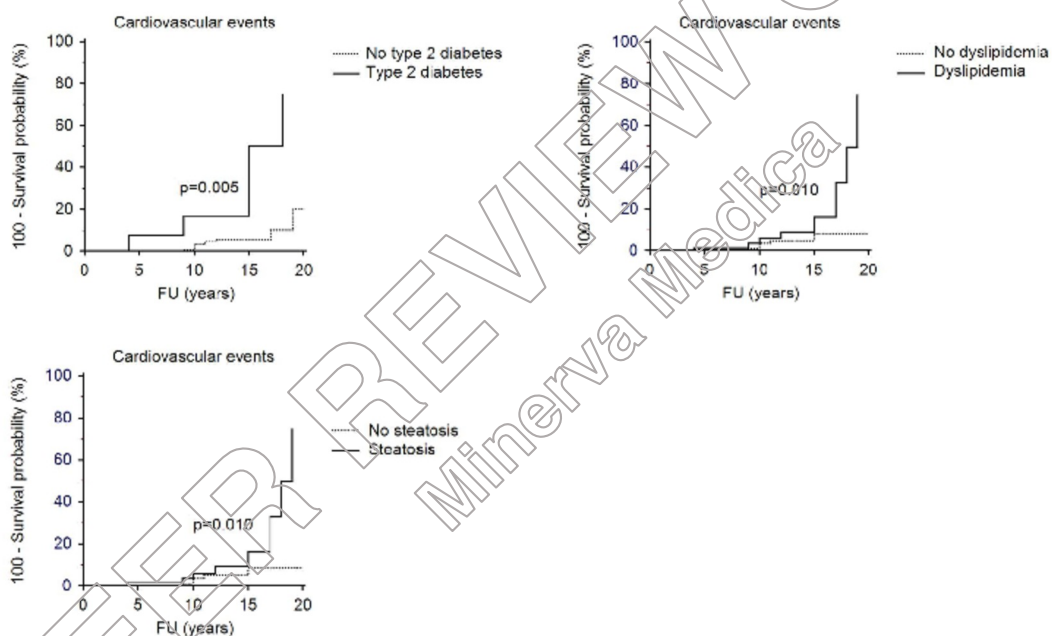 Cardiovascular events
100 - Survival probability (%)
100
80
60
40
20
0
0 5 10 15 20
FU (years)
p=0.005
No type 2 diabetes
Type 2 diabetes
Cardiovascular events
100 - Survival probability (%)
100
80
60
40
20
0
0 5 10 15 20
FU (years)
p=0.010
No dyslipidemia
Dyslipidemia
Cardiovascular events
100 - Survival probability (%)
100
80
60
40
20
0
0 5 10 15 20
FU (years)
p=0.010
No steatosis
Steatosis
ER REVIEW
Minerva Medica